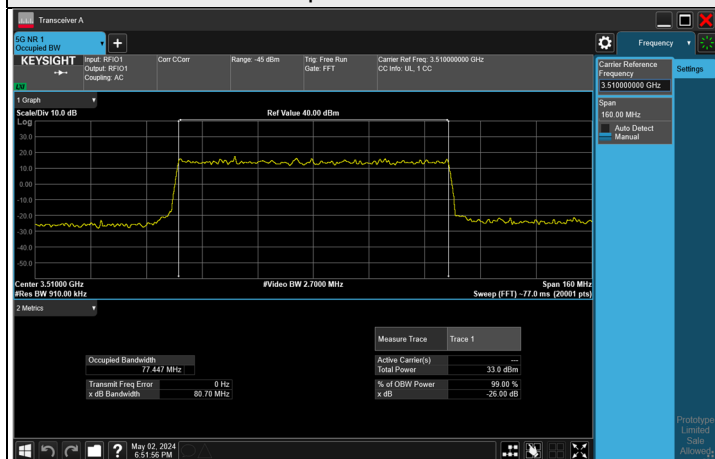 Transceiver A
5G NR 1
Occupied BW
Frequency
KEYSIGHT
Input: RFIO1
Output: RFIO1
Coupling: AC
Corr CCorr
Range: -45 dBm
Trig: Free Run
Gate: FFT
Carrier Ref Freq: 3.510000000 GHz
CC Info: UL, 1 CC
LXI
Carrier Reference
Frequency
3.510000000 GHz
Settings
Span
160.00 MHz
Auto Detect
Manual
1 Graph
Scale/Div 10.0 dB
Ref Value 40.00 dBm
Log
30.0
20.0
10.0
0.00
-10.0
-20.0
-30.0
-40.0
-50.0
Center 3.51000 GHz
#Video BW 2.7000 MHz
Span 160 MHz
#Res BW 910.00 kHz
Sweep (FFT) ~77.0 ms (20001 pts)
2 Metrics
Measure Trace
Trace 1
Occupied Bandwidth
77.447 MHz
Active Carrier(s)
---
Total Power
33.0 dBm
Transmit Freq Error
0 Hz
x dB Bandwidth
80.70 MHz
% of OBW Power
99.00 %
x dB
-26.00 dB
May 02, 2024
6:51:56 PM
Prototype
Limited
Sale
Allowed